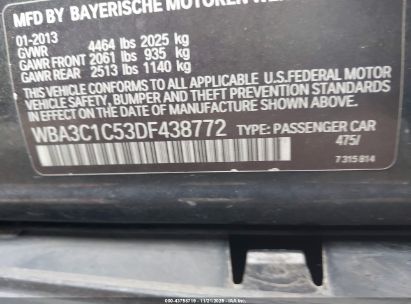 MFD BY BAYERISCHE MOTOREN
01-2013
GVWR 4464 lbs 2025 kg
GAWR FRONT 2061 lbs 935 kg
GAWR REAR 2513 lbs 1140 kg
THIS VEHICLE CONFORMS TO ALL APPLICABLE U.S.FEDERAL MOTOR
VEHICLE SAFETY, BUMPER AND THEFT PREVENTION STANDARDS
IN EFFECT ON THE DATE OF MANUFACTURE SHOWN ABOVE.
WBA3C1C53DF438772 TYPE: PASSENGER CAR
475/
7 315 814